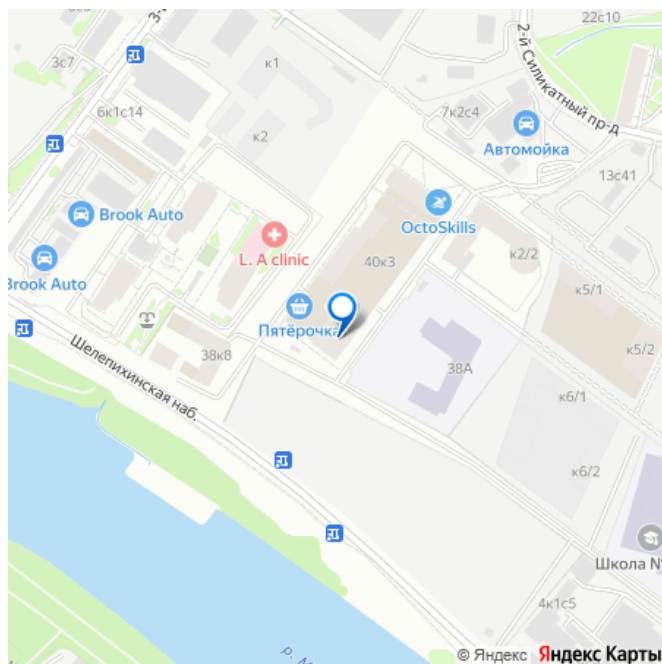 22с10
3с7
к1
2-й Силикатный пр-д
6к1с14
7к2с4
к2
Автомойка
13с41
Brook Auto
OctoSkills
L. A clinic
40к3
к2/2
Brook Auto
к5/1
Пятёрочка
38к8
к5/2
Шелепихинская наб.
38А
к6/1
к6/2
Школа №
4к1с5
р. М
© Яндекс Яндекс Карты